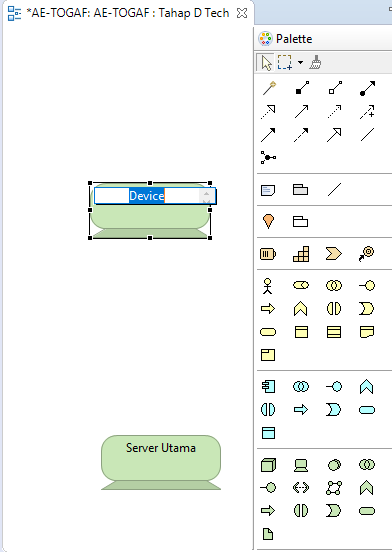 *AE-TOGAF: AE-TOGAF : Tahap D Tech
Palette
Device
Server Utama